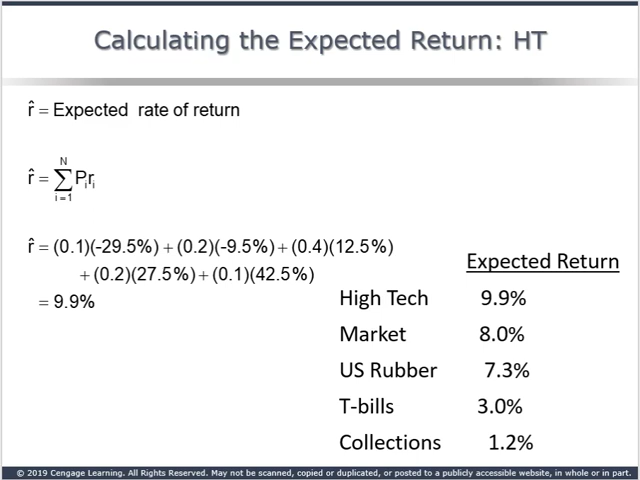 Calculating the Expected Return: HT
r̂ = Expected rate of return
N
r̂ = ∑ Pᵢrᵢ
i = 1
r̂ = (0.1)(-29.5%) + (0.2)(-9.5%) + (0.4)(12.5%)
+ (0.2)(27.5%) + (0.1)(42.5%)
= 9.9%
Expected Return
High Tech 9.9%
Market 8.0%
US Rubber 7.3%
T-bills 3.0%
Collections 1.2%
© 2019 Cengage Learning. All Rights Reserved. May not be scanned, copied or duplicated, or posted to a publicly accessible website, in whole or in part.